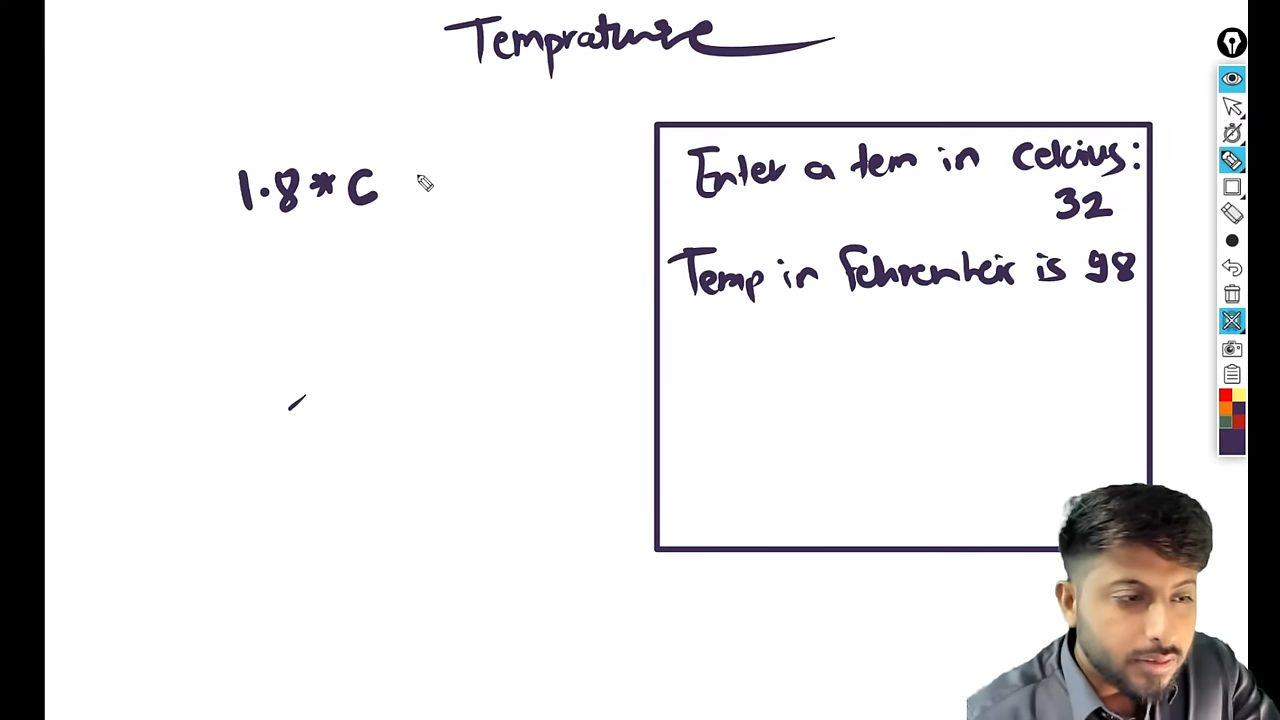 Temprature
1.8*C
Enter a tem in celcius:
32
Temp in Fehrenheit is 98